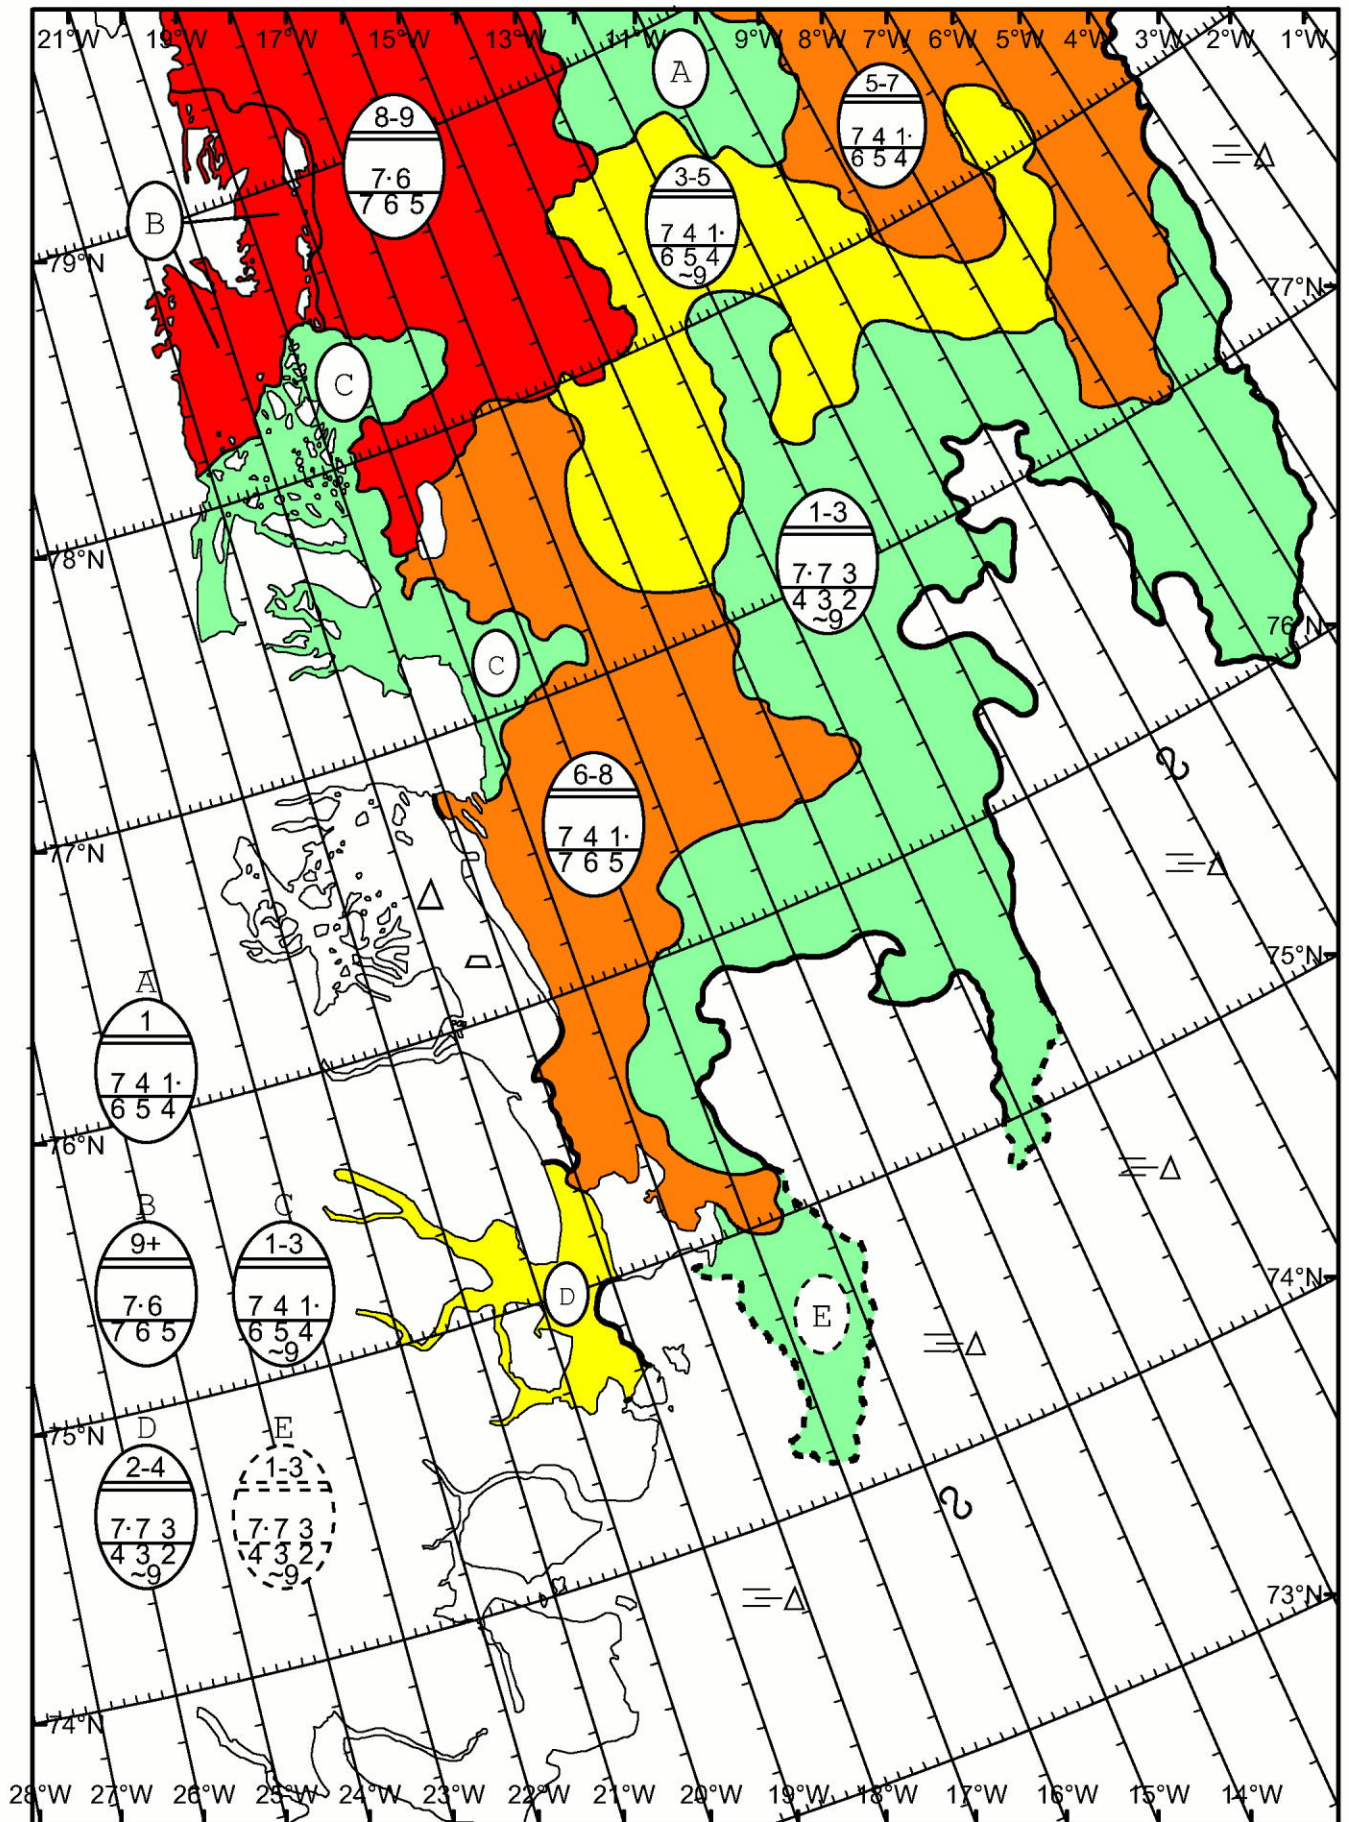 21°W 19°W 17°W 15°W 13°W 11°W 9°W 8°W 7°W 6°W 5°W 4°W 3°W 2°W 1°W
A
5-7
7 4 1·
6 5 4
8-9
7·6
7 6 5
3-5
7 4 1·
6 5 4
~9
B
79°N
77°N
C
1-3
7·7 3
4 3 2
~9
78°N
76°N
C
6-8
7 4 1·
7 6 5
77°N
75°N
A
1
7 4 1·
6 5 4
76°N
B
9+
7·6
7 6 5
C
1-3
7 4 1·
6 5 4
~9
D
E
74°N
75°N
D
2-4
7·7 3
4 3 2
~9
E
1-3
7·7 3
4 3 2
~9
73°N
74°N
28°W 27°W 26°W 25°W 24°W 23°W 22°W 21°W 20°W 19°W 18°W 17°W 16°W 15°W 14°W